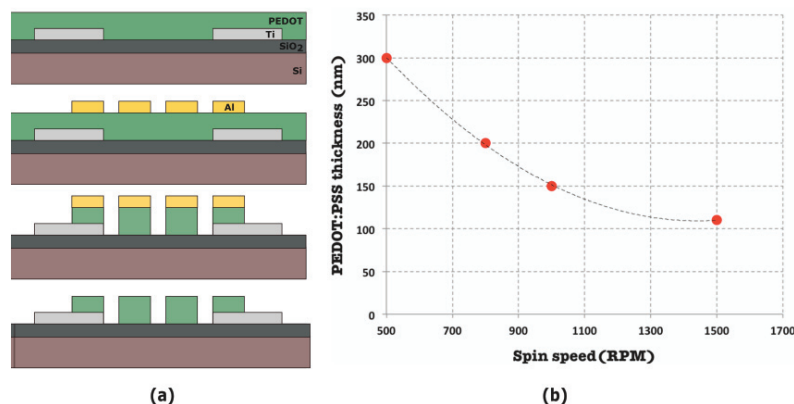 PEDOT
Ti
SiO2
Si
Al
(a)
PEDOT:PSS thickness (nm)
350
300
250
200
150
100
50
0
500 700 900 1100 1300 1500 1700
Spin speed (RPM)
(b)